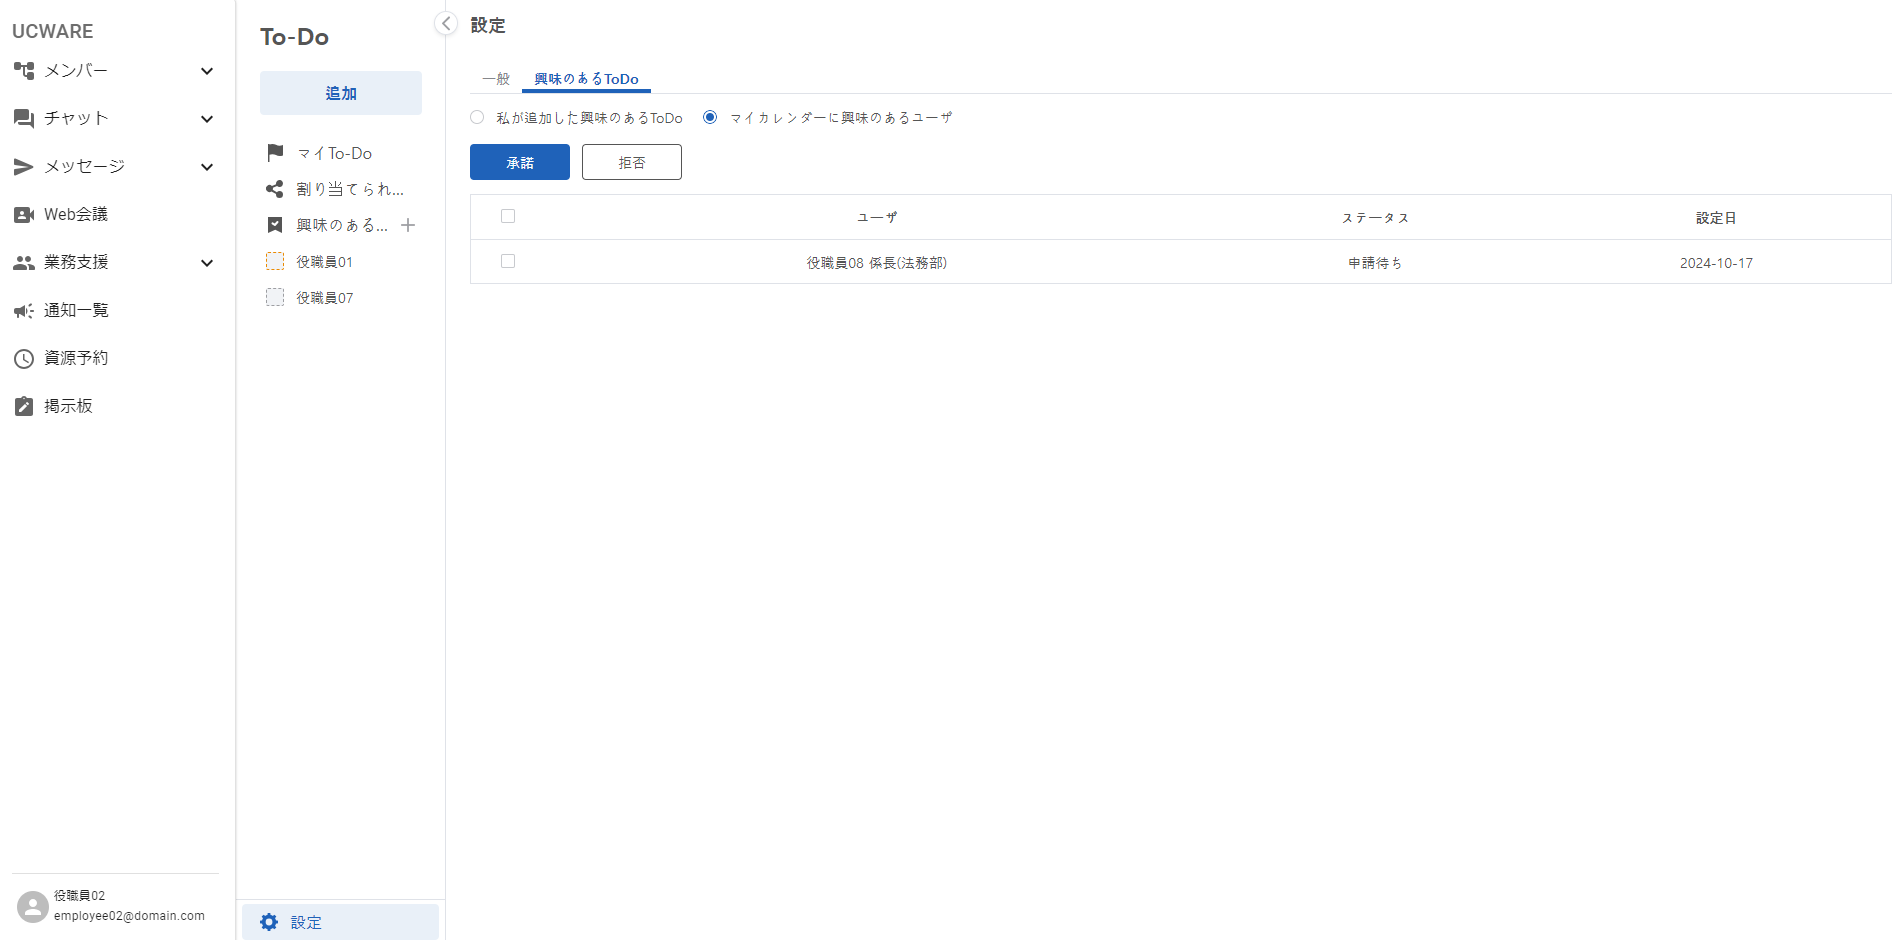 UCWARE
メンバー
チャット
メッセージ
Web会議
業務支援
通知一覧
資源予約
掲示板
役職員02
employee02@domain.com
To-Do
追加
マイTo-Do
割り当てられ...
興味のある...
役職員01
役職員07
設定
設定
一般 興味のあるToDo
私が追加した興味のあるToDo マイカレンダーに興味のあるユーザ
承諾 拒否
ユーザ ステータス 設定日
役職員08 係長(法務部) 申請待ち 2024-10-17